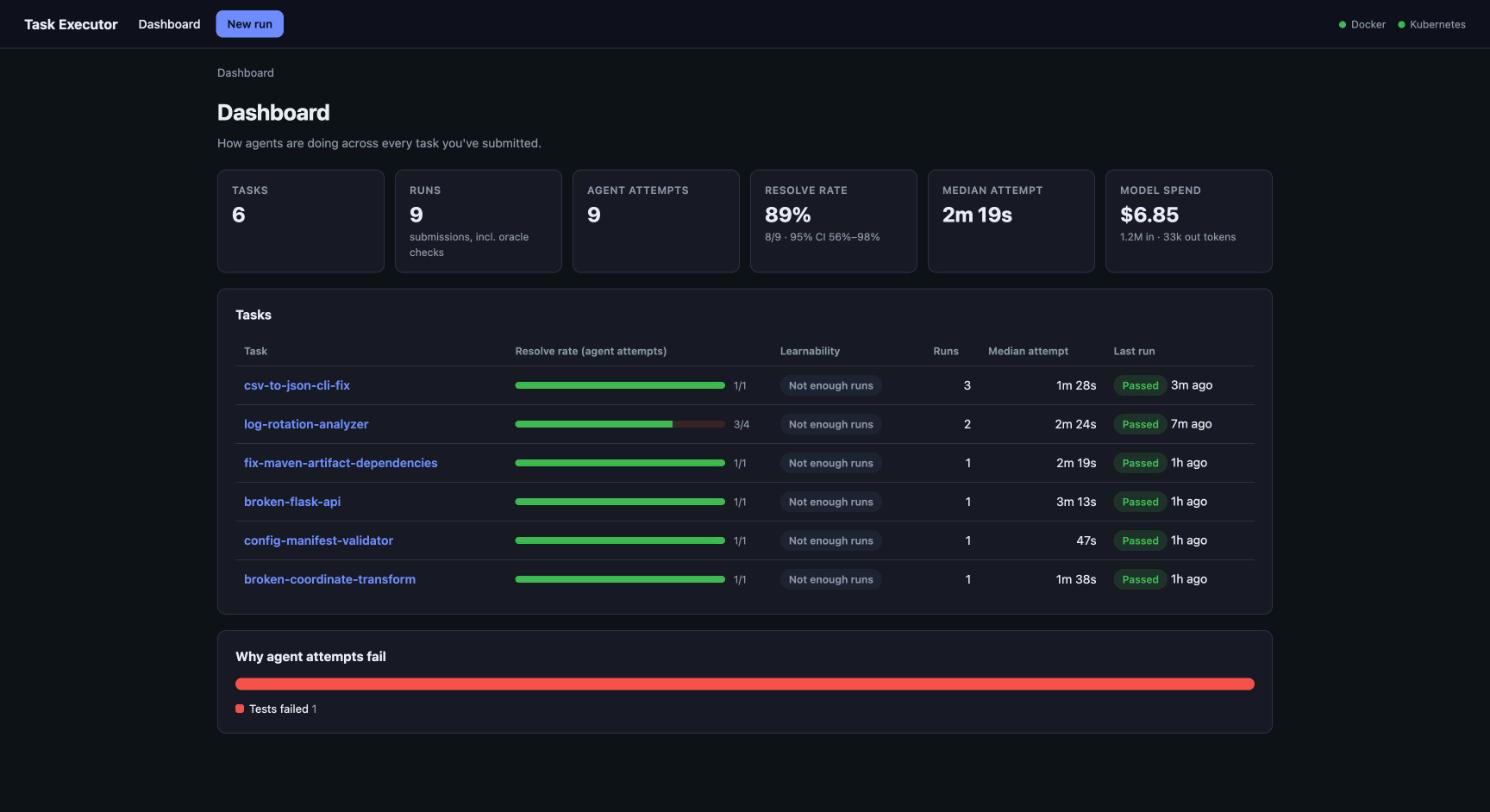 Task Executor Dashboard New run Docker Kubernetes
Dashboard
Dashboard
How agents are doing across every task you've submitted.
TASKS
6
RUNS
9
submissions, incl. oracle
checks
AGENT ATTEMPTS
9
RESOLVE RATE
89%
8/9 · 95% CI 56%–98%
MEDIAN ATTEMPT
2m 19s
MODEL SPEND
$6.85
1.2M in · 33k out tokens
Tasks
Task Resolve rate (agent attempts) Learnability Runs Median attempt Last run
csv-to-json-cli-fix 1/1 Not enough runs 3 1m 28s Passed 3m ago
log-rotation-analyzer 3/4 Not enough runs 2 2m 24s Passed 7m ago
fix-maven-artifact-dependencies 1/1 Not enough runs 1 2m 19s Passed 1h ago
broken-flask-api 1/1 Not enough runs 1 3m 13s Passed 1h ago
config-manifest-validator 1/1 Not enough runs 1 47s Passed 1h ago
broken-coordinate-transform 1/1 Not enough runs 1 1m 38s Passed 1h ago
Why agent attempts fail
Tests failed 1